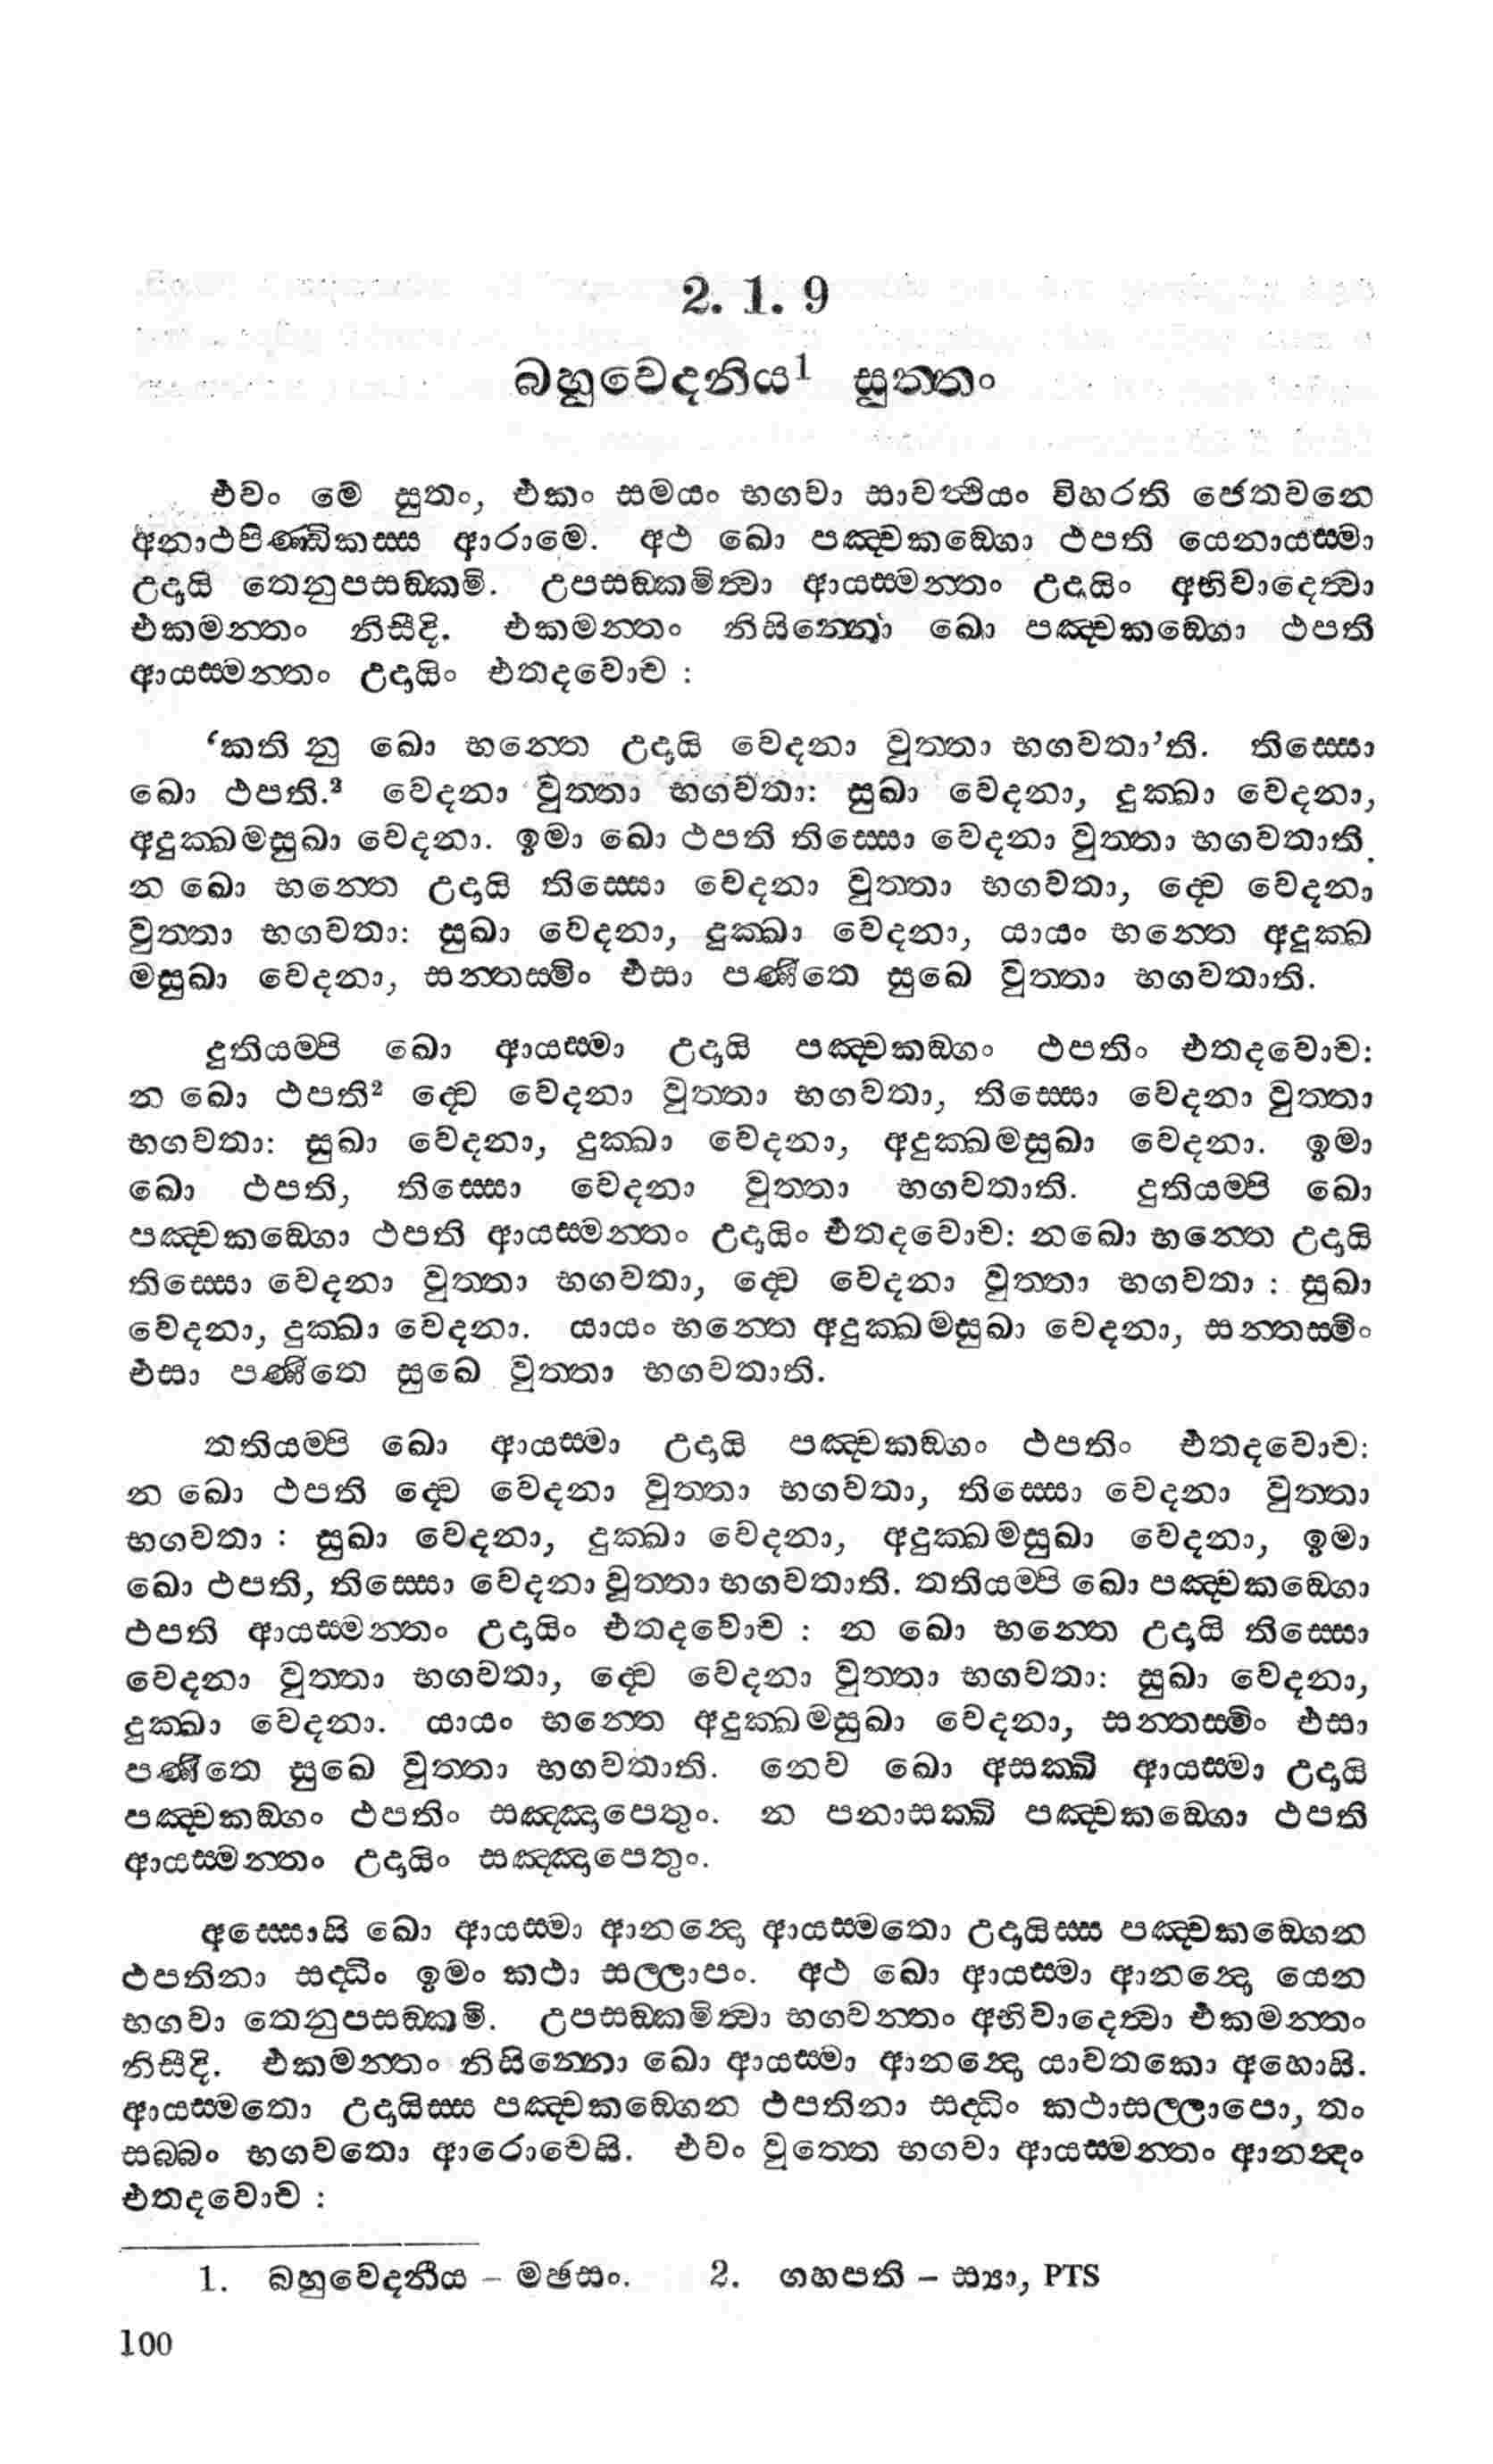 2. 1. 9
බහුවෙදනිය¹ සුත්තං
එවං මෙ සුතං, එකං සමයං භගවා සාවත්ථියං විහරති ජෙතවනෙ
අනාථපිණ්ඩිකස්ස ආරාමෙ. අථ ඛො පඤ්චකඞ්ගො ථපති යෙනායස්මා
උදායි තෙනුපසඞ්කමි. උපසඞ්කමිත්වා ආයස්මන්තං උදායිං අභිවාදෙත්වා
එකමන්තං නිසීදි. එකමන්තං නිසින්නො ඛො පඤ්චකඞ්ගො ථපති
ආයස්මන්තං උදායිං එතදවොච :
‘කති නු ඛො භන්තෙ උදායි වෙදනා වුත්තා භගවතා’ති. තිස්සො
ඛො ථපති.² වෙදනා වුත්තා භගවතා: සුඛා වෙදනා, දුක්ඛා වෙදනා,
අදුක්ඛමසුඛා වෙදනා. ඉමා ඛො ථපති තිස්සො වෙදනා වුත්තා භගවතාති.
න ඛො භන්තෙ උදායි තිස්සො වෙදනා වුත්තා භගවතා, ද්වෙ වෙදනා
වුත්තා භගවතා: සුඛා වෙදනා, දුක්ඛා වෙදනා, යායං භන්තෙ අදුක්ඛ
මසුඛා වෙදනා, සන්තස්මිං එසා පණීතෙ සුඛෙ වුත්තා භගවතාති.
දුතියම්පි ඛො ආයස්මා උදායි පඤ්චකඞ්ගං ථපතිං එතදවොච:
න ඛො ථපති² ද්වෙ වෙදනා වුත්තා භගවතා, තිස්සො වෙදනා වුත්තා
භගවතා: සුඛා වෙදනා, දුක්ඛා වෙදනා, අදුක්ඛමසුඛා වෙදනා. ඉමා
ඛො ථපති, තිස්සො වෙදනා වුත්තා භගවතාති. දුතියම්පි ඛො
පඤ්චකඞ්ගො ථපති ආයස්මන්තං උදායිං එතදවොච: නඛො භන්තෙ උදායි
තිස්සො වෙදනා වුත්තා භගවතා, ද්වෙ වෙදනා වුත්තා භගවතා : සුඛා
වෙදනා, දුක්ඛා වෙදනා. යායං භන්තෙ අදුක්ඛමසුඛා වෙදනා, සන්තස්මිං
එසා පණීතෙ සුඛෙ වුත්තා භගවතාති.
තතියම්පි ඛො ආයස්මා උදායි පඤ්චකඞ්ගං ථපතිං එතදවොච:
න ඛො ථපති ද්වෙ වෙදනා වුත්තා භගවතා, තිස්සො වෙදනා වුත්තා
භගවතා : සුඛා වෙදනා, දුක්ඛා වෙදනා, අදුක්ඛමසුඛා වෙදනා, ඉමා
ඛො ථපති, තිස්සො වෙදනා වුත්තා භගවතාති. තතියම්පි ඛො පඤ්චකඞ්ගො
ථපති ආයස්මන්තං උදායිං එතදවොච : න ඛො භන්තෙ උදායි තිස්සො
වෙදනා වුත්තා භගවතා, ද්වෙ වෙදනා වුත්තා භගවතා: සුඛා වෙදනා,
දුක්ඛා වෙදනා. යායං භන්තෙ අදුක්ඛමසුඛා වෙදනා, සන්තස්මිං එසා
පණීතෙ සුඛෙ වුත්තා භගවතාති. නෙව ඛො අසක්ඛි ආයස්මා උදායි
පඤ්චකඞ්ගං ථපතිං සඤ්ඤාපෙතුං. න පනාසක්ඛි පඤ්චකඞ්ගො ථපති
ආයස්මන්තං උදායිං සඤ්ඤාපෙතුං.
අස්සොසි ඛො ආයස්මා ආනන්දො ආයස්මතො උදායිස්ස පඤ්චකඞ්ගෙන
ථපතිනා සද්ධිං ඉමං කථා සල්ලාපං. අථ ඛො ආයස්මා ආනන්දො යෙන
භගවා තෙනුපසඞ්කමි. උපසඞ්කමිත්වා භගවන්තං අභිවාදෙත්වා එකමන්තං
නිසීදි. එකමන්තං නිසින්නො ඛො ආයස්මා ආනන්දො යාවතකො අහොසි.
ආයස්මතො උදායිස්ස පඤ්චකඞ්ගෙන ථපතිනා සද්ධිං කථාසල්ලාපො, තං
සබ්බං භගවතො ආරොචෙසි. එවං වුත්තෙ භගවා ආයස්මන්තං ආනන්දං
එතදවොච :
1. බහුවෙදනීය – මඡසං. 2. ගහපති – ස්‍යා, PTS
100